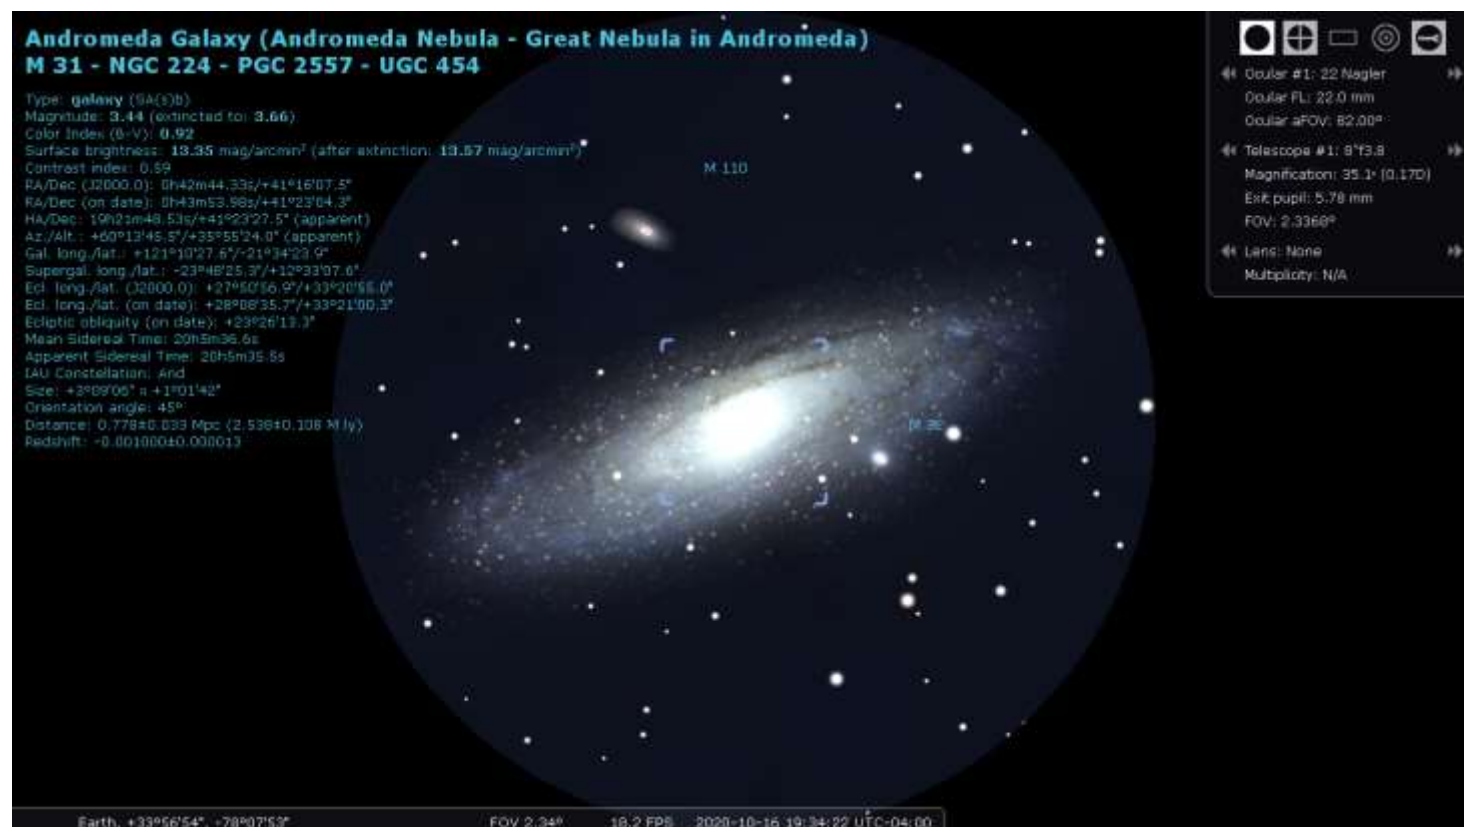 Andromeda Galaxy (Andromeda Nebula - Great Nebula in Andromeda)
M 31 - NGC 224 - PGC 2557 - UGC 454
Type: galaxy (SA(s)b)
Magnitude: 3.44 (extincted to: 3.66)
Color Index (B-V): 0.92
Surface brightness: 13.35 mag/arcmin² (after extinction: 13.57 mag/arcmin²)
Contrast index: 0.59
RA/Dec (J2000.0): 0h42m44.33s/+41°16'07.5"
RA/Dec (on date): 0h43m53.98s/+41°23'04.3"
HA/Dec: 19h21m48.53s/+41°23'27.5" (apparent)
Az./Alt.: +60°13'45.5"/+35°55'24.0" (apparent)
Gal. long./lat.: +121°10'27.6"/-21°34'23.9"
Supergal. long./lat.: -23°48'25.3"/+12°33'07.6"
Ecl. long./lat. (J2000.0): +27°50'56.9"/+33°20'55.0"
Ecl. long./lat. (on date): +28°08'35.7"/+33°21'00.3"
Ecliptic obliquity (on date): +23°26'13.3"
Mean Sidereal Time: 20h5m36.6s
Apparent Sidereal Time: 20h5m35.5s
IAU Constellation: And
Size: +3°09'06" x +1°01'42"
Orientation angle: 45°
Distance: 0.778±0.033 Mpc (2.538±0.108 M ly)
Redshift: -0.001000±0.000013
M 110
M 32
Ocular #1: 22 Nagler
Ocular FL: 22.0 mm
Ocular aFOV: 82.00°
Telescope #1: 8"f3.8
Magnification: 35.1× (0.17D)
Exit pupil: 5.78 mm
FOV: 2.3368°
Lens: None
Multiplicity: N/A
Earth, +33°56'54", -78°07'53"
FOV 2.34°
18.2 FPS
2020-10-16 19:34:22 UTC-04:00